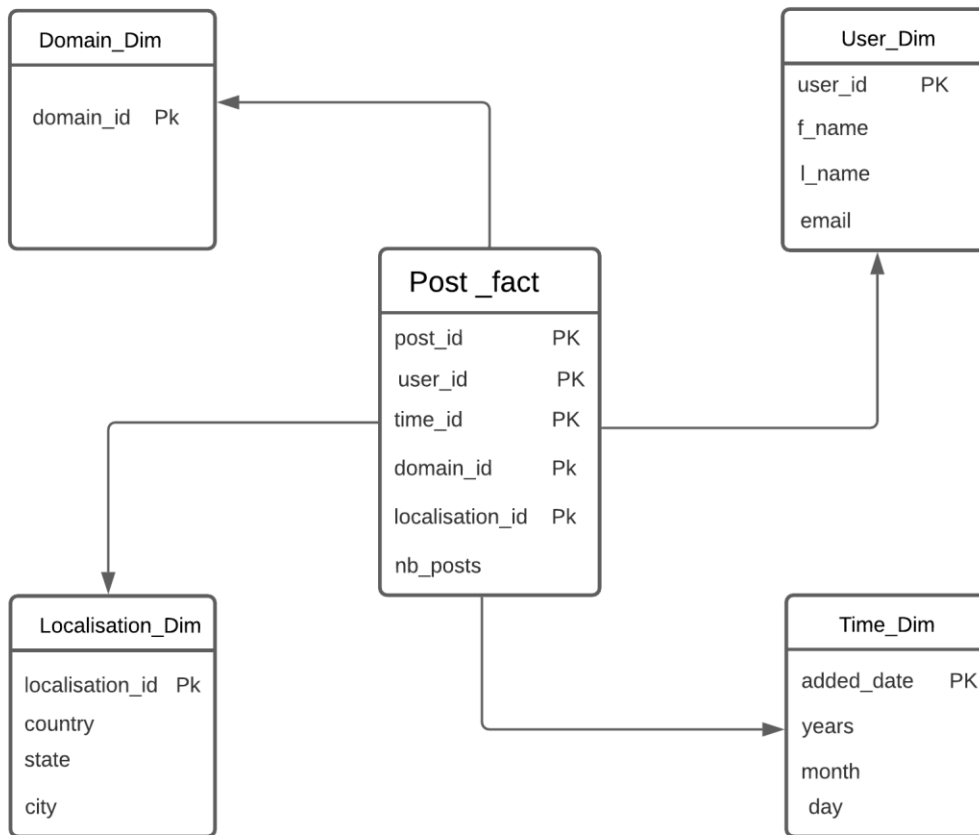 Domain_Dim
domain_id Pk
User_Dim
user_id PK
f_name
l_name
email
Post _fact
post_id PK
user_id PK
time_id PK
domain_id Pk
localisation_id Pk
nb_posts
Localisation_Dim
localisation_id Pk
country
state
city
Time_Dim
added_date PK
years
month
day